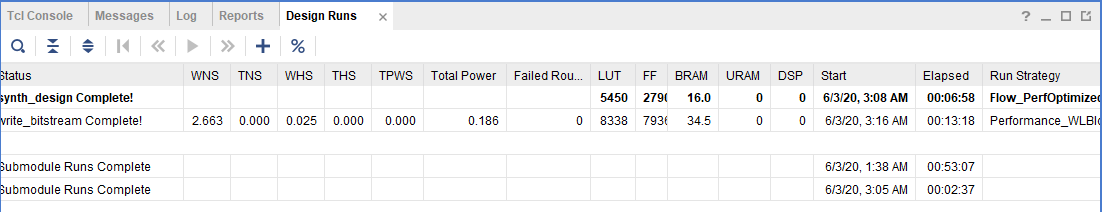 Tcl Console Messages Log Reports Design Runs
Status WNS TNS WHS THS TPWS Total Power Failed Rou... LUT FF BRAM URAM DSP Start Elapsed Run Strategy
synth_design Complete! 5450 2790 16.0 0 0 6/3/20, 3:08 AM 00:06:58 Flow_PerfOptimized
write_bitstream Complete! 2.663 0.000 0.025 0.000 0.000 0.186 0 8338 7936 34.5 0 0 6/3/20, 3:16 AM 00:13:18 Performance_WLBlo
Submodule Runs Complete 6/3/20, 1:38 AM 00:53:07
Submodule Runs Complete 6/3/20, 3:05 AM 00:02:37